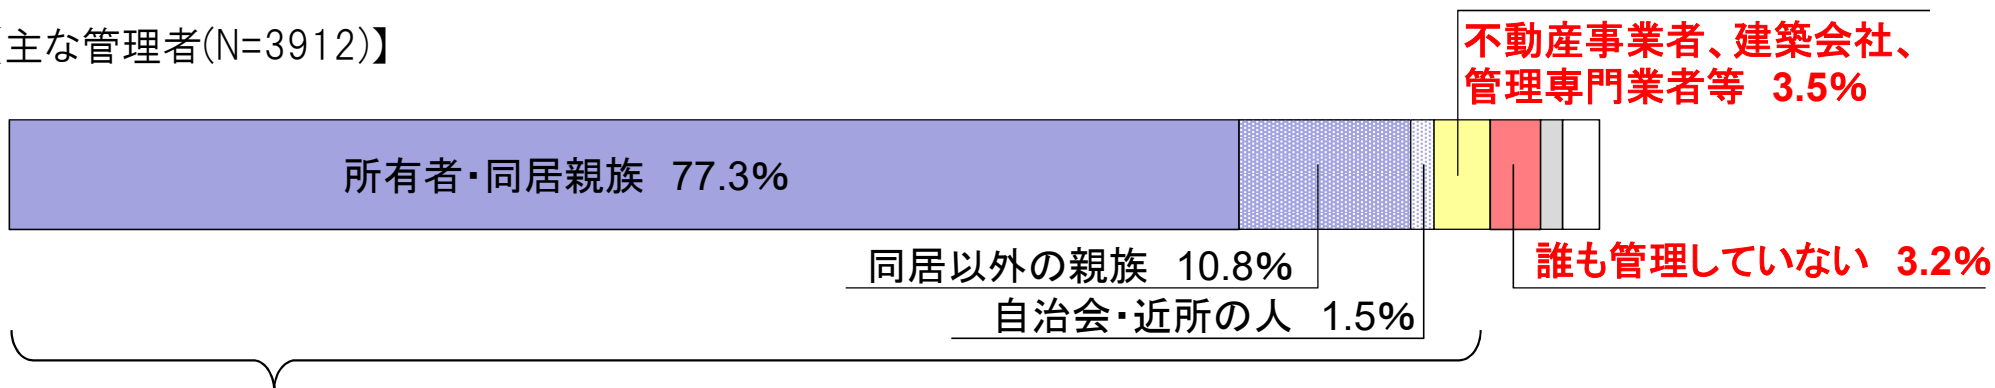 【主な管理者(N=3912)】
不動産事業者、建築会社、
管理専門業者等 3.5%
所有者・同居親族 77.3%
同居以外の親族 10.8%
誰も管理していない 3.2%
自治会・近所の人 1.5%